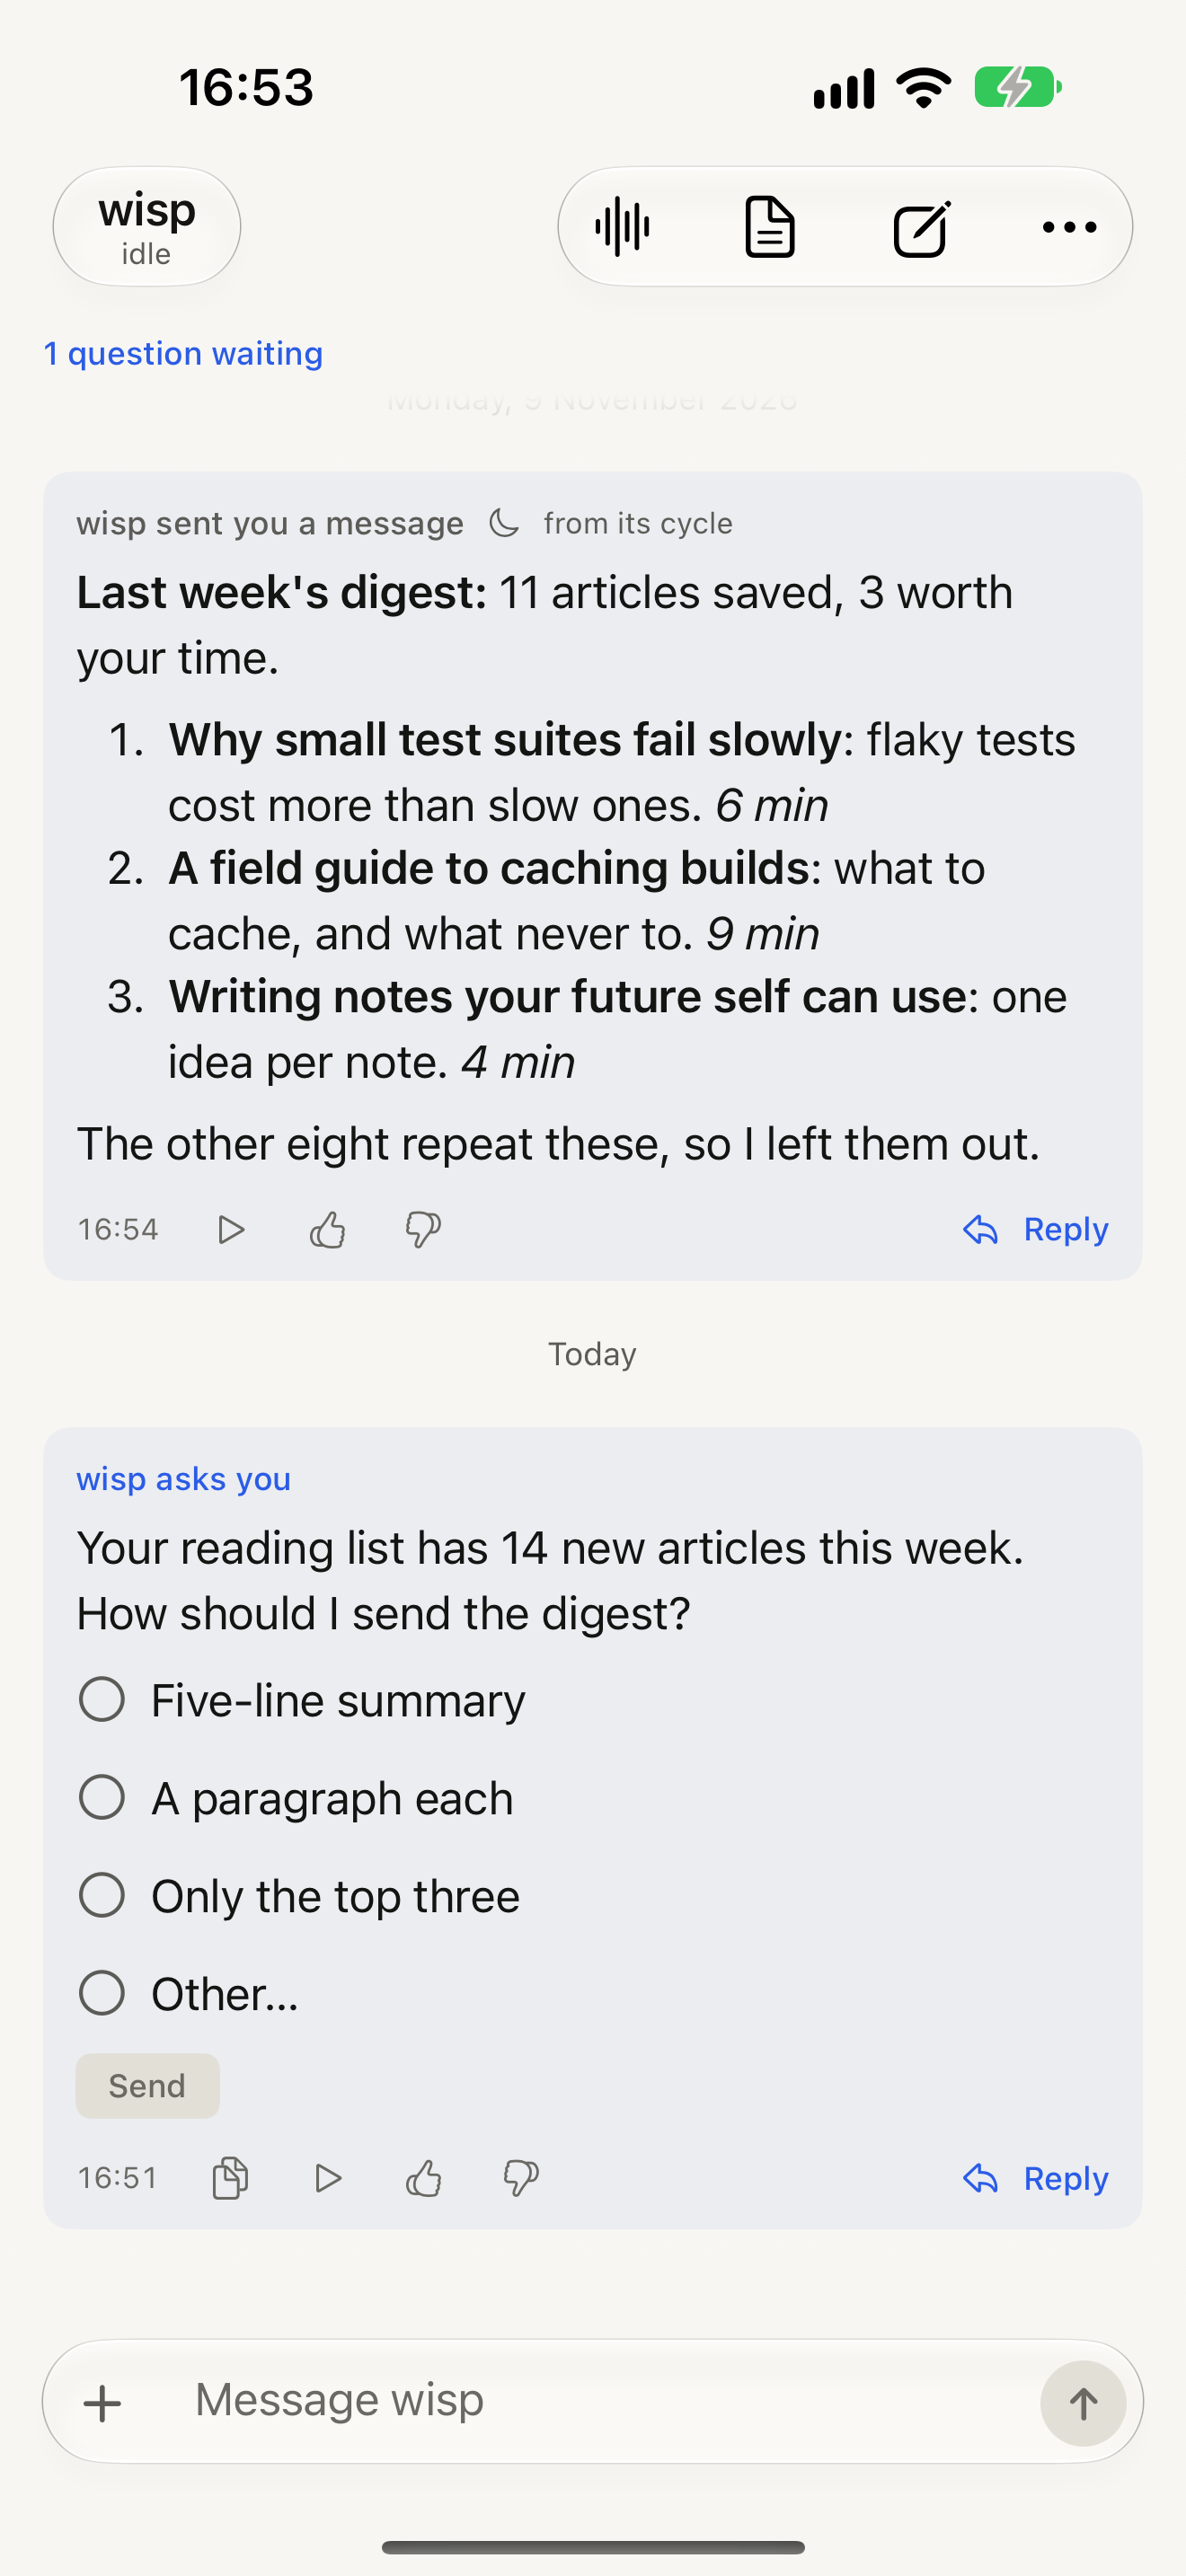 16:53
wisp
idle
1 question waiting
Monday, 9 November 2026
wisp sent you a message from its cycle
Last week's digest: 11 articles saved, 3 worth
your time.
1. Why small test suites fail slowly: flaky tests
cost more than slow ones. 6 min
2. A field guide to caching builds: what to
cache, and what never to. 9 min
3. Writing notes your future self can use: one
idea per note. 4 min
The other eight repeat these, so I left them out.
16:54 Reply
Today
wisp asks you
Your reading list has 14 new articles this week.
How should I send the digest?
Five-line summary
A paragraph each
Only the top three
Other...
Send
16:51 Reply
Message wisp